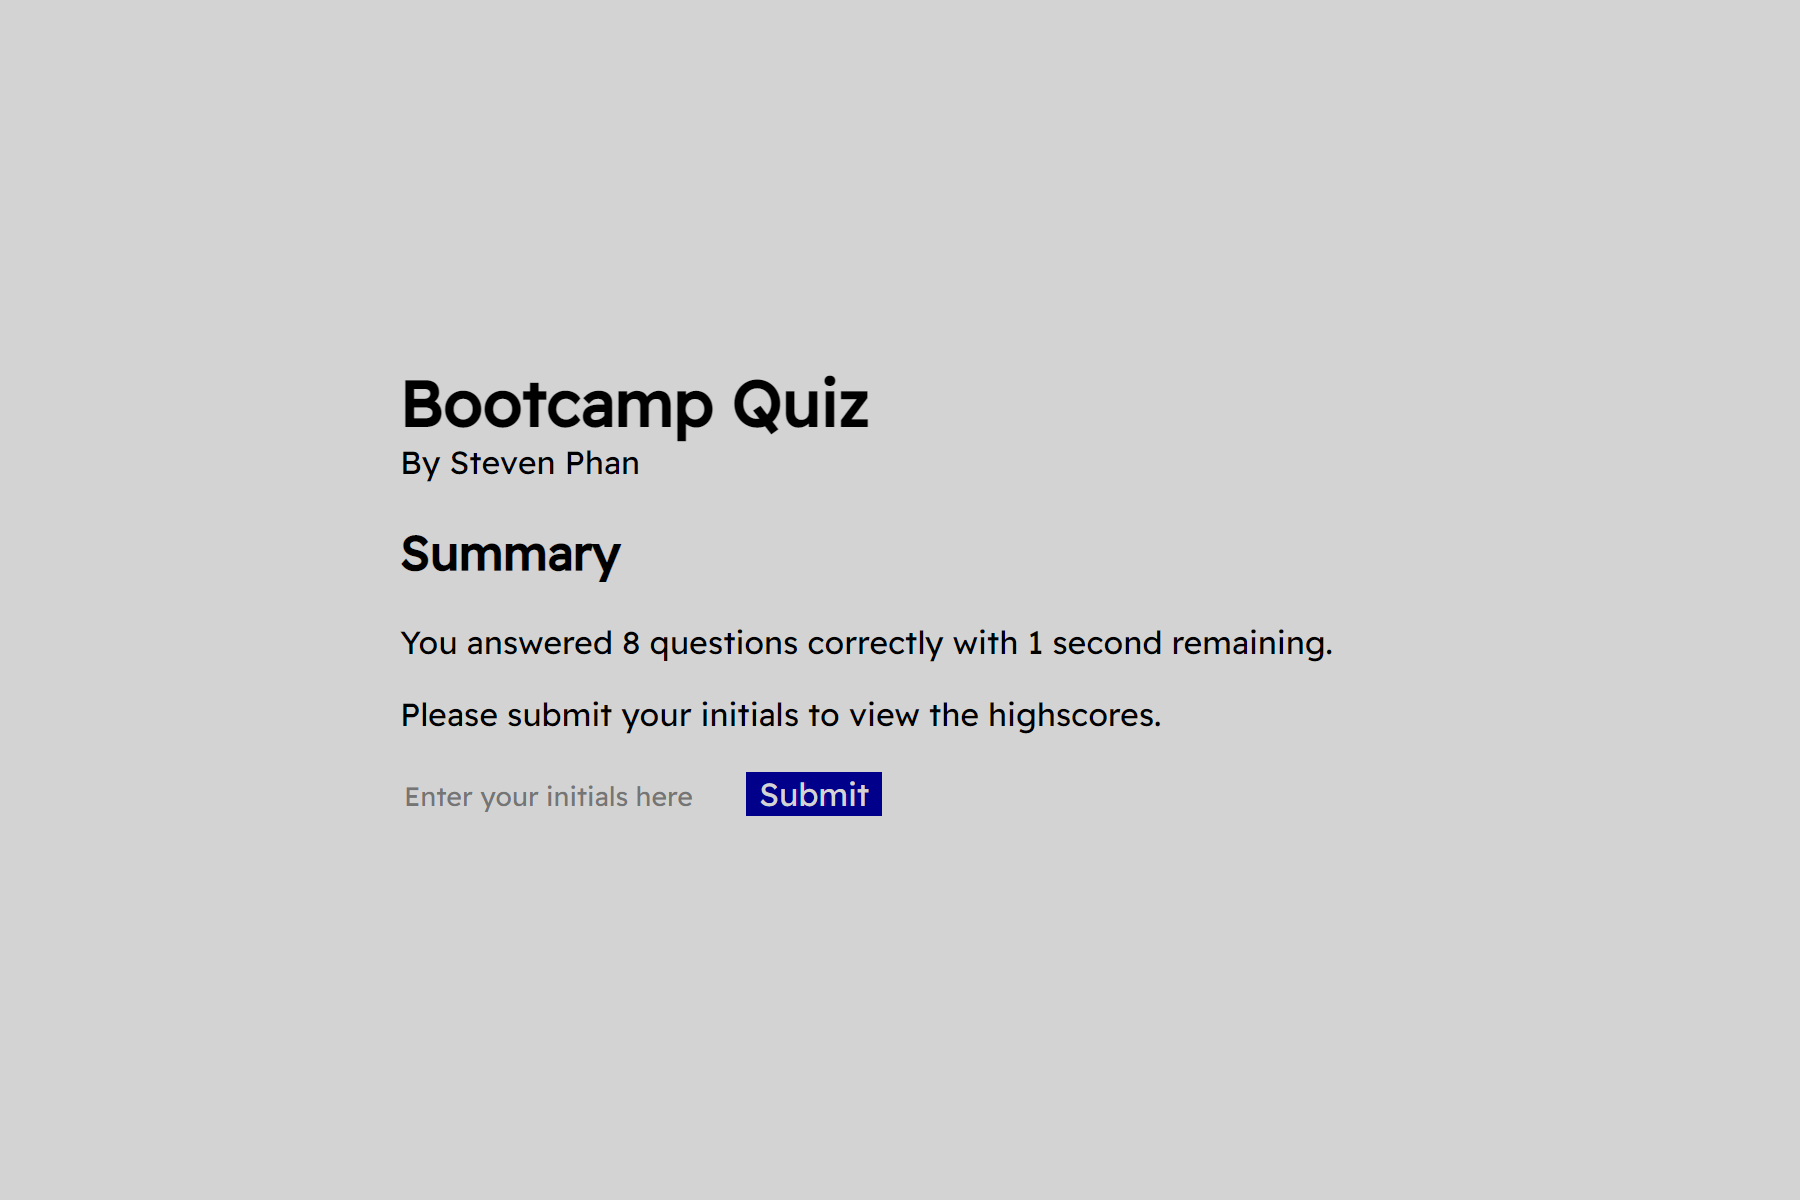 Bootcamp Quiz
By Steven Phan
Summary
You answered 8 questions correctly with 1 second remaining.
Please submit your initials to view the highscores.
Enter your initials here
Submit